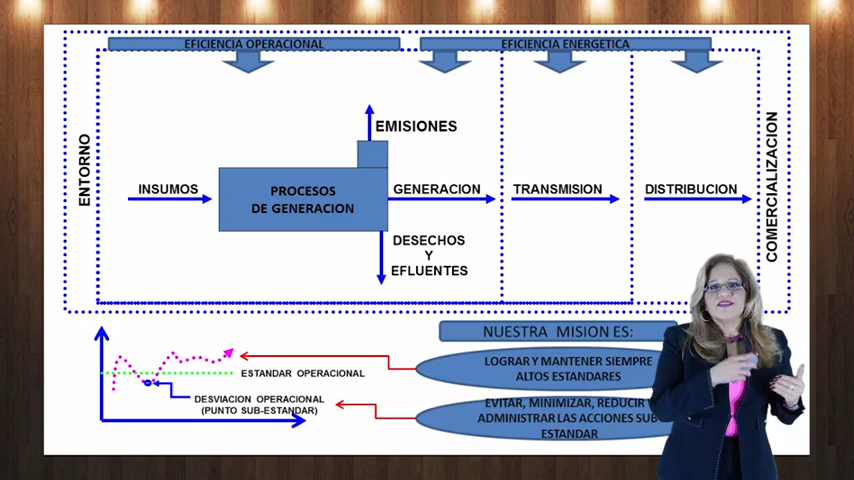 EFICIENCIA OPERACIONAL
EFICIENCIA ENERGETICA
ENTORNO
EMISIONES
INSUMOS
PROCESOS
DE GENERACION
GENERACION
TRANSMISION
DISTRIBUCION
COMERCIALIZACION
DESECHOS
Y
EFLUENTES
NUESTRA MISION ES:
ESTANDAR OPERACIONAL
LOGRAR Y MANTENER SIEMPRE
ALTOS ESTANDARES
DESVIACION OPERACIONAL
(PUNTO SUB-ESTANDAR)
EVITAR, MINIMIZAR, REDUCIR Y
ADMINISTRAR LAS ACCIONES SUB
ESTANDAR